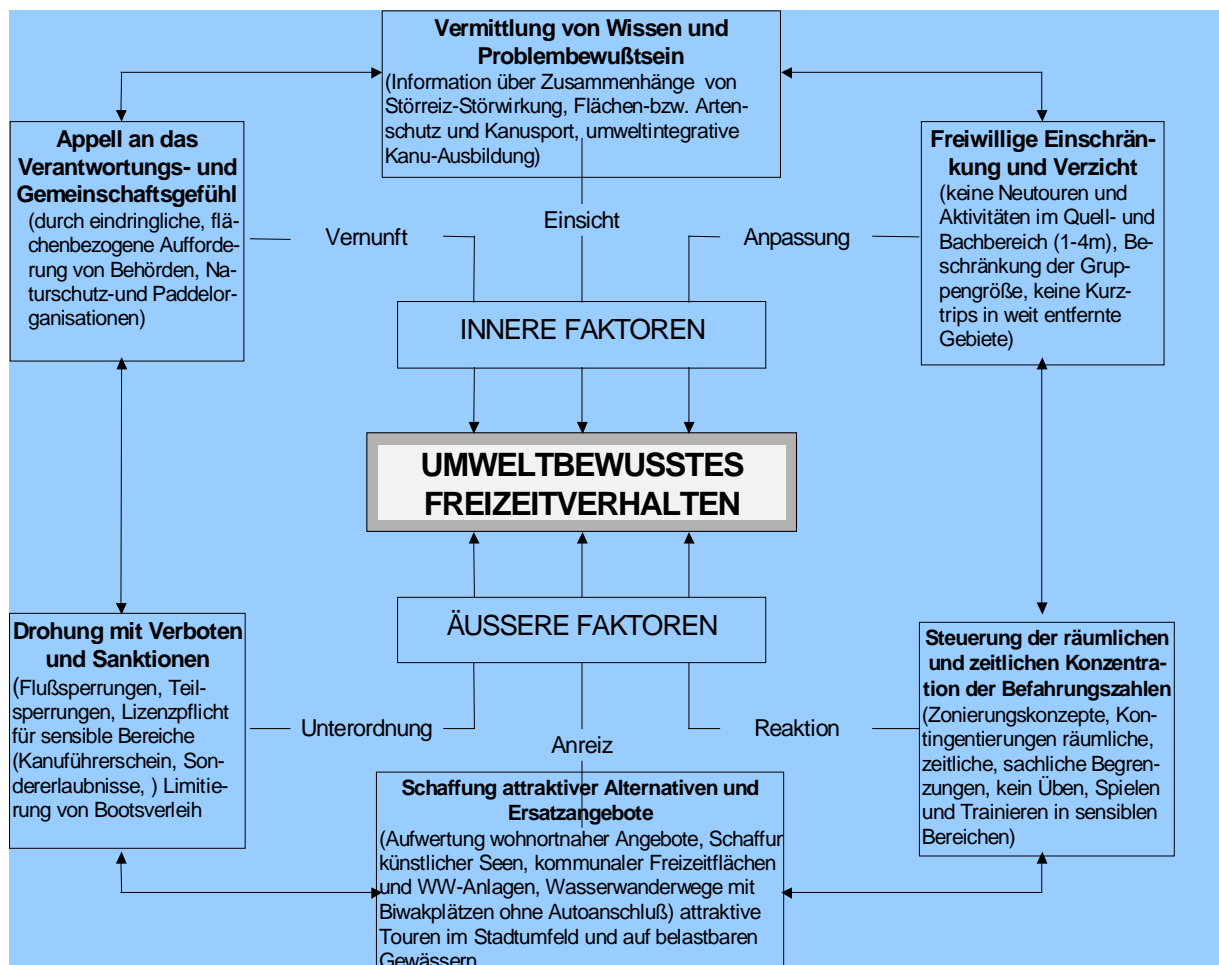 Vermittlung von Wissen und
Problembewußtsein
(Information über Zusammenhänge von
Störreiz-Störwirkung, Flächen-bzw. Arten-
schutz und Kanusport, umweltintegrative
Kanu-Ausbildung)
Appell an das
Verantwortungs- und
Gemeinschaftsgefühl
(durch eindringliche, flä-
chenbezogene Aufforde-
rung von Behörden, Na-
turschutz-und Paddelor-
ganisationen)
Freiwillige Einschrän-
kung und Verzicht
(keine Neutouren und
Aktivitäten im Quell- und
Bachbereich (1-4m), Be-
schränkung der Grup-
pengröße, keine Kurz-
trips in weit entfernte
Gebiete)
Vernunft
Einsicht
Anpassung
INNERE FAKTOREN
UMWELTBEWUSSTES
FREIZEITVERHALTEN
ÄUSSERE FAKTOREN
Drohung mit Verboten
und Sanktionen
(Flußsperrungen, Teil-
sperrungen, Lizenzpflicht
für sensible Bereiche
(Kanuführerschein, Son-
dererlaubnisse, ) Limitie-
rung von Bootsverleih
Unterordnung
Anreiz
Reaktion
Steuerung der räumlichen
und zeitlichen Konzentra-
tion der Befahrungszahlen
(Zonierungskonzepte, Kon-
tingentierungen räumliche,
zeitliche, sachliche Begren-
zungen, kein Üben, Spielen
und Trainieren in sensiblen
Bereichen)
Schaffung attraktiver Alternativen und
Ersatzangebote
(Aufwertung wohnortnaher Angebote, Schaffur
künstlicher Seen, kommunaler Freizeitflächen
und WW-Anlagen, Wasserwanderwege mit
Biwakplätzen ohne Autoanschluß) attraktive
Touren im Stadtumfeld und auf belastbaren
Gewässern